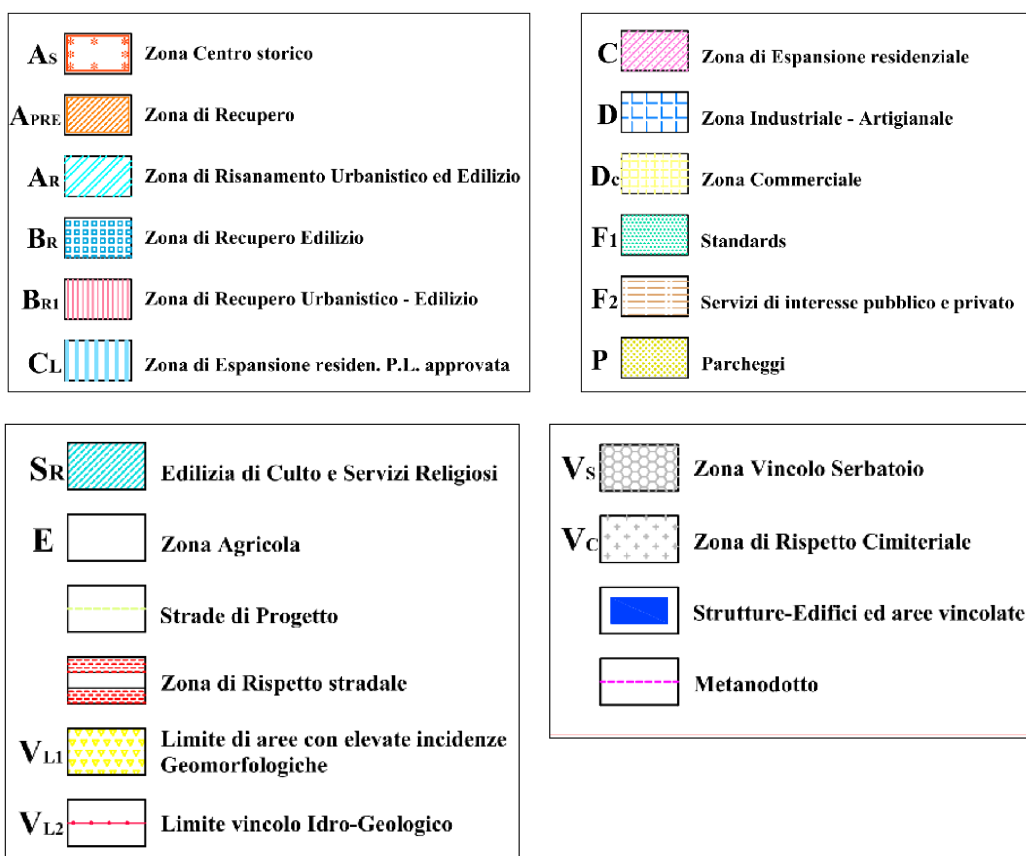 AS Zona Centro storico
APRE Zona di Recupero
AR Zona di Risanamento Urbanistico ed Edilizio
BR Zona di Recupero Edilizio
BR1 Zona di Recupero Urbanistico - Edilizio
CL Zona di Espansione residen. P.L. approvata
C Zona di Espansione residenziale
D Zona Industriale - Artigianale
Dc Zona Commerciale
F1 Standards
F2 Servizi di interesse pubblico e privato
P Parcheggi
SR Edilizia di Culto e Servizi Religiosi
E Zona Agricola
Strade di Progetto
Zona di Rispetto stradale
VL1 Limite di aree con elevate incidenze
Geomorfologiche
VL2 Limite vincolo Idro-Geologico
VS Zona Vincolo Serbatoio
VC Zona di Rispetto Cimiteriale
Strutture-Edifici ed aree vincolate
Metanodotto